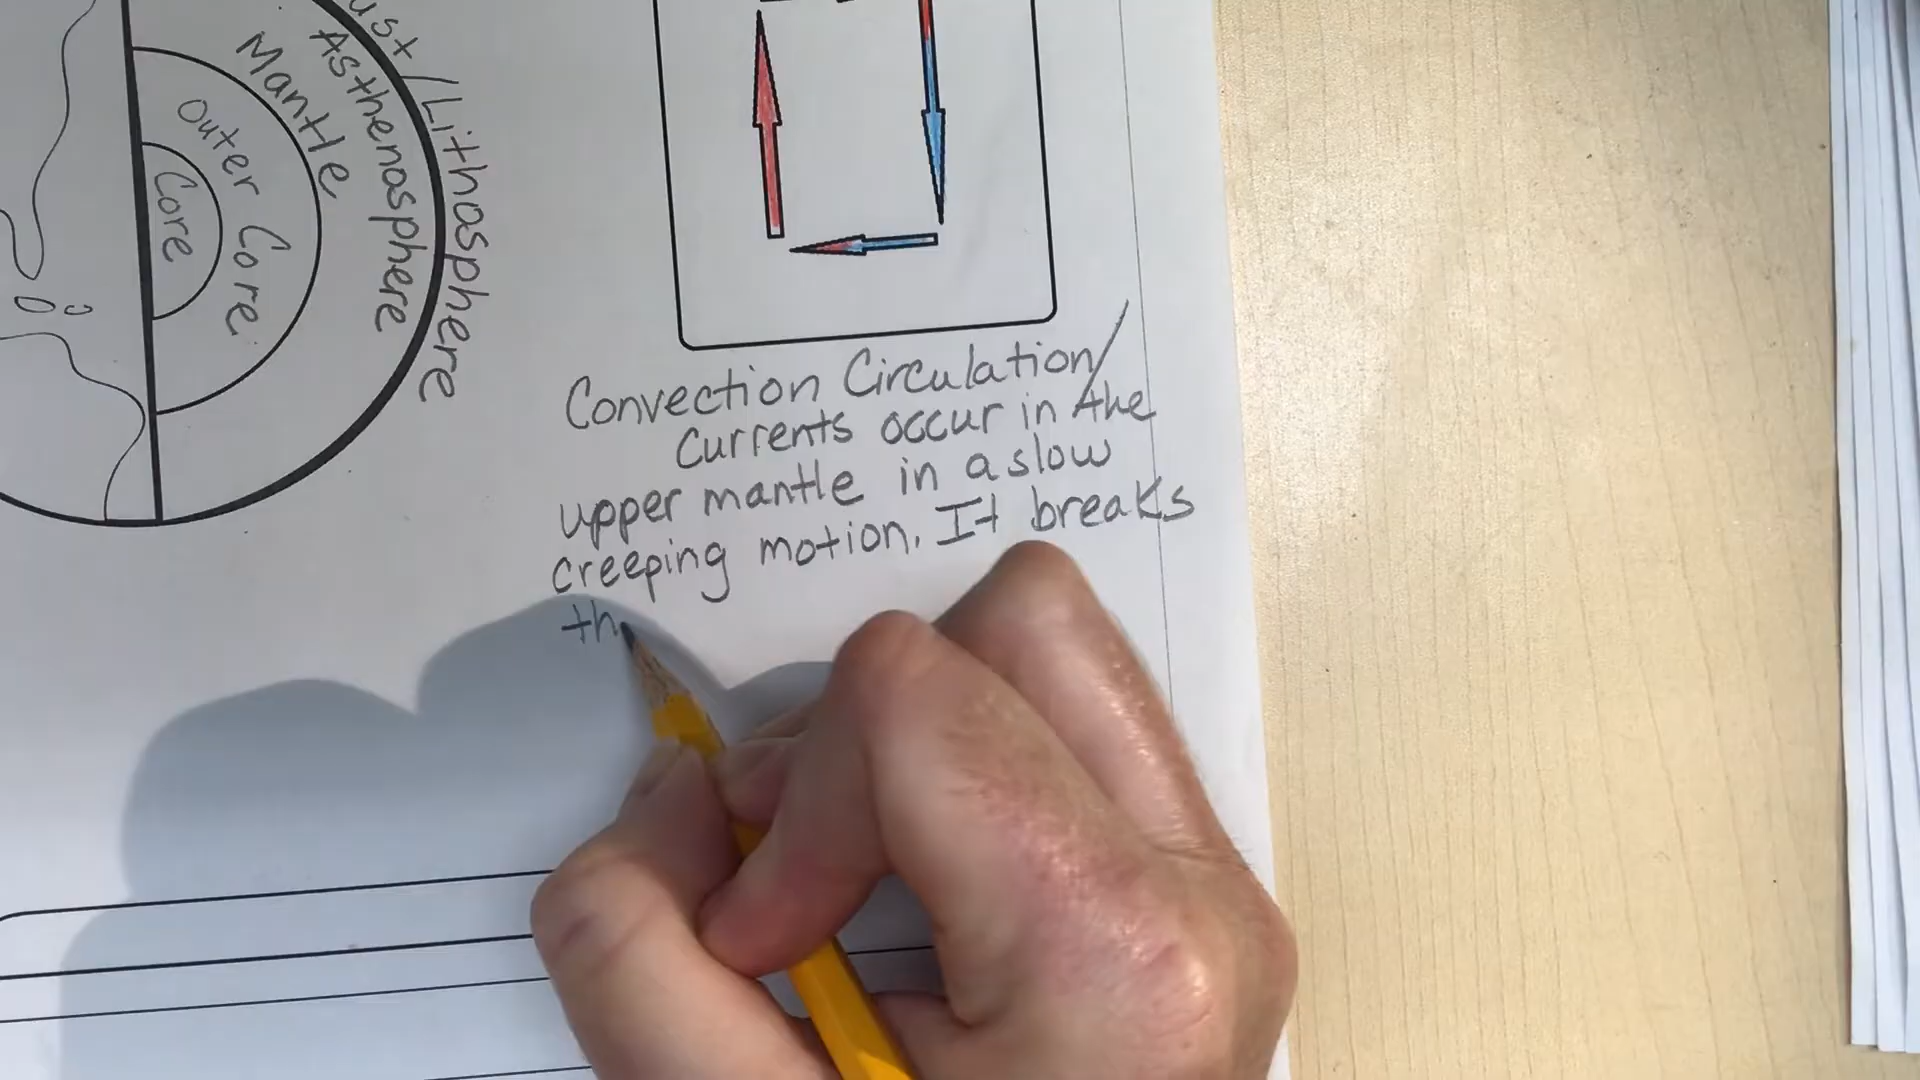 ust/Lithosphere
Asthenosphere
Mantle
Outer Core
Core
Convection Circulation/
Currents occur in the
upper mantle in a slow
creeping motion. It breaks
th